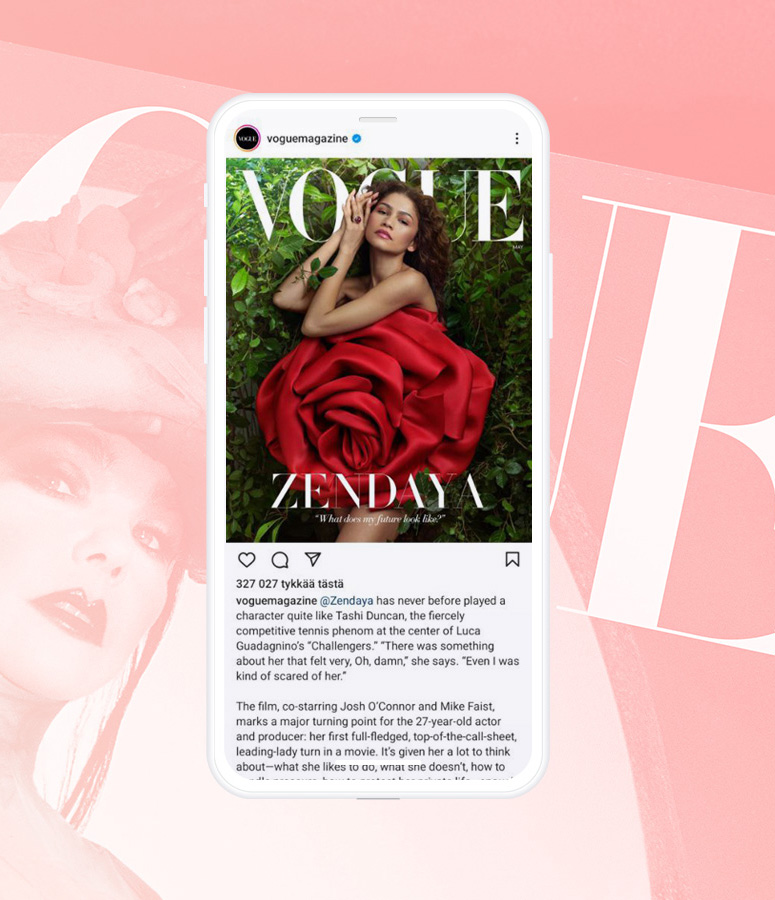 VOGUE
voguemagazine
VOGUE
ZENDAYA
“What does my future look like?”
327 027 tykkää tästä
voguemagazine @Zendaya has never before played a
character quite like Tashi Duncan, the fiercely
competitive tennis phenom at the center of Luca
Guadagnino’s “Challengers.” “There was something
about her that felt very, Oh, damn,” she says. “Even I was
kind of scared of her.”
The film, co-starring Josh O’Connor and Mike Faist,
marks a major turning point for the 27-year-old actor
and producer: her first full-fledged, top-of-the-call-sheet,
leading-lady turn in a movie. It’s given her a lot to think
about—what she likes to do, what she doesn’t, how to